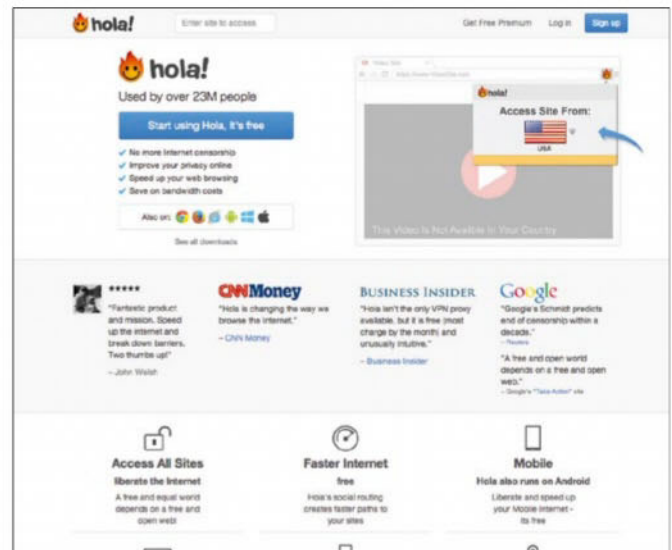 hola!
Enter site to access
Get Free Premium
Log in
Sign up
hola!
Used by over 23M people
Start using Hola, it's free
No more Internet censorship
Improve your privacy online
Speed up your web browsing
Save on bandwidth costs
Also on:
See all downloads
hola!
Access Site From:
USA
This Video Is Not Availble In Your Country
"Fantastic product
and mission. Speed
up the internet and
break down barriers.
Two thumbs up!"
– John Walsh
CNNMoney
"Hola is changing the way we
browse the internet."
– CNN Money
BUSINESS INSIDER
"Hola isn't the only VPN proxy
available, but it is free (most
charge by the month) and
unusually intuitive."
– Business Insider
Google
"Google's Schmidt predicts
end of censorship within a
decade."
– Reuters
"A free and open world
depends on a free and open
web."
– Google's "Take Action" site
Access All Sites
liberate the Internet
A free and equal world
depends on a free and
open web!
Faster Internet
free
Hola's social routing
creates faster paths to
your sites
Mobile
Hola also runs on Android
Liberate and speed up
your Mobile Internet -
its free